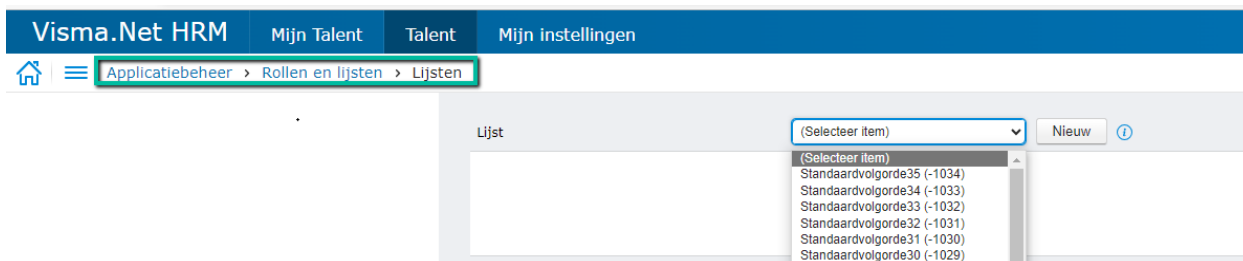 Visma.Net HRM Mijn Talent Talent Mijn instellingen
Applicatiebeheer > Rollen en lijsten > Lijsten
Lijst (Selecteer item) Nieuw i
(Selecteer item)
Standaardvolgorde35 (-1034)
Standaardvolgorde34 (-1033)
Standaardvolgorde33 (-1032)
Standaardvolgorde32 (-1031)
Standaardvolgorde31 (-1030)
Standaardvolgorde30 (-1029)